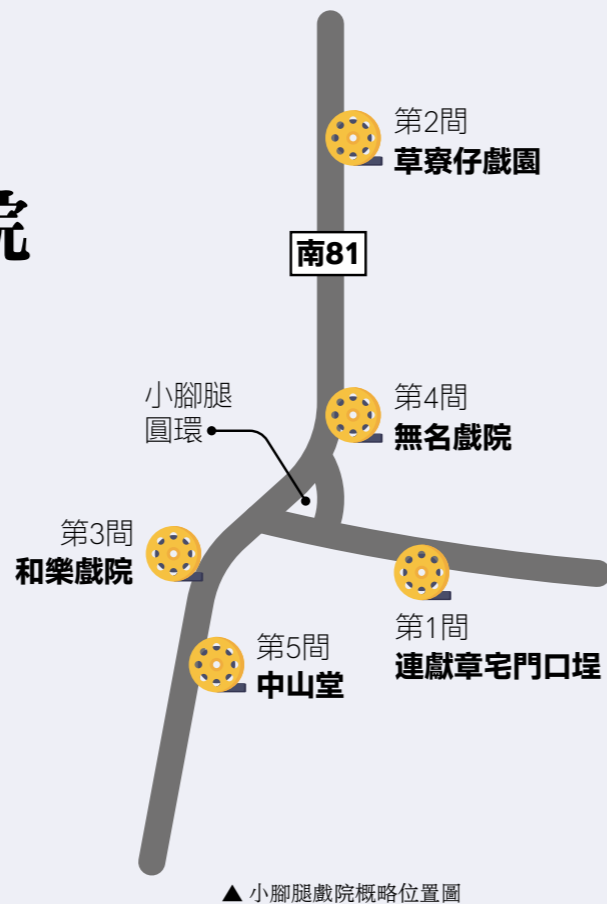 第2間
草寮仔戲園
院
南81
小腳腿
圓環
第4間
無名戲院
第3間
和樂戲院
第1間
連獻章宅門口埕
第5間
中山堂
▲ 小腳腿戲院概略位置圖